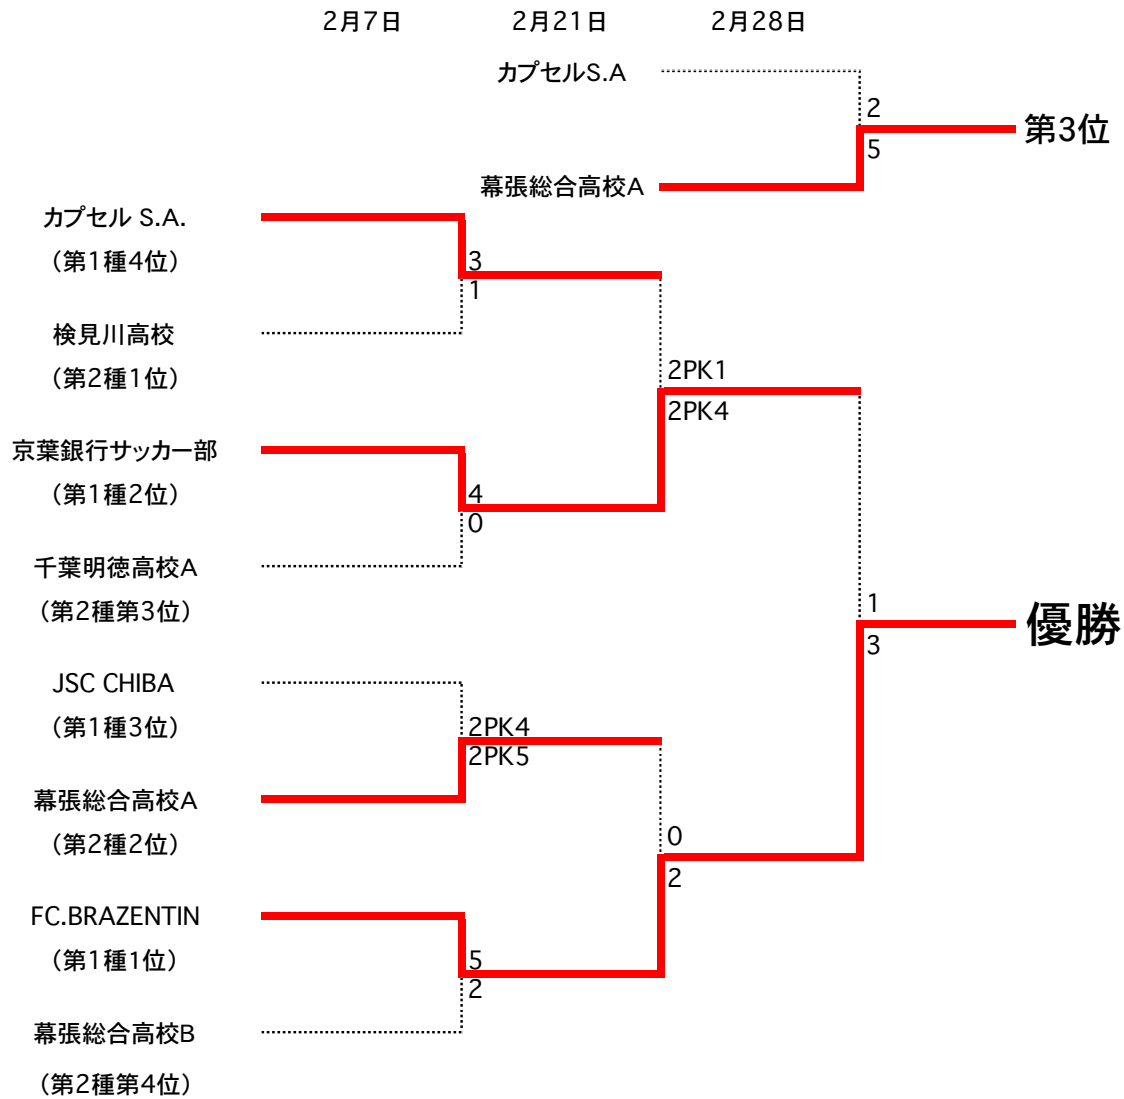 2月7日 2月21日 2月28日
カプセルS.A
2
第3位
5
幕張総合高校A
カプセル S.A.
（第1種4位）
3
1
検見川高校
（第2種1位）
2PK1
2PK4
京葉銀行サッカー部
（第1種2位）
4
0
千葉明徳高校A
（第2種第3位）
1
優勝
3
JSC CHIBA
（第1種3位）
2PK4
2PK5
幕張総合高校A
（第2種2位）
0
2
FC.BRAZENTIN
（第1種1位）
5
2
幕張総合高校B
（第2種第4位）